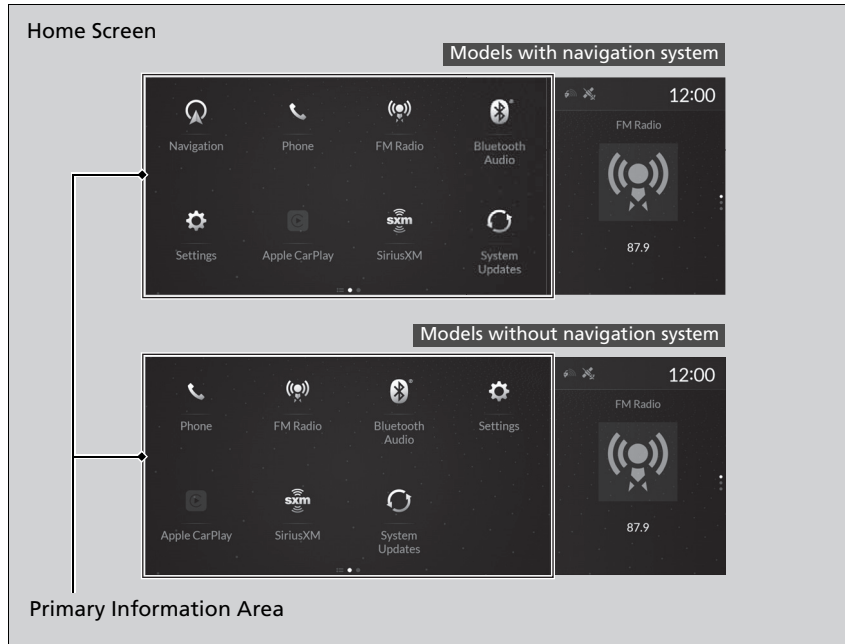 Home Screen
Models with navigation system
12:00
Navigation
Phone
FM Radio
Bluetooth
Audio
FM Radio
sxm
Settings
Apple CarPlay
SiriusXM
System
Updates
87.9
Models without navigation system
12:00
Phone
FM Radio
Bluetooth
Audio
Settings
FM Radio
sxm
Apple CarPlay
SiriusXM
System
Updates
87.9
Primary Information Area